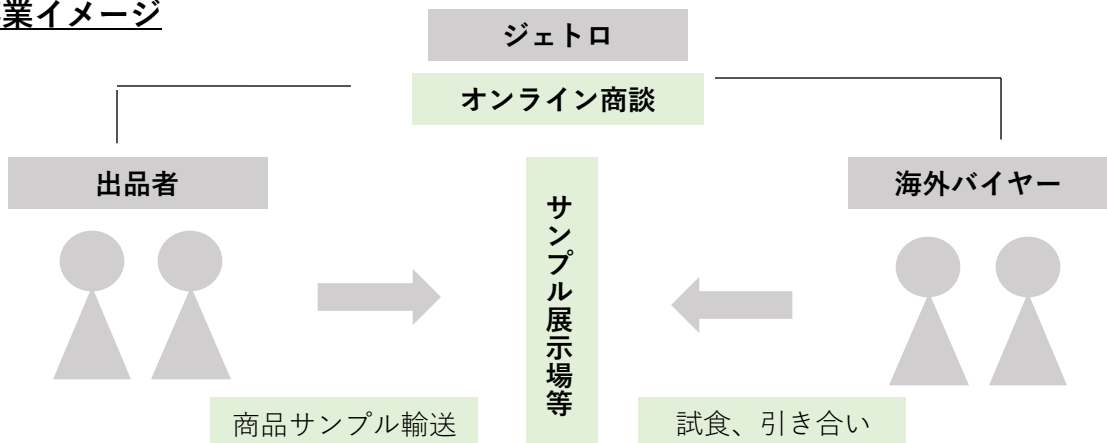 業イメージ
ジェトロ
オンライン商談
出品者
サンプル展示場等
海外バイヤー
商品サンプル輸送
試食、引き合い